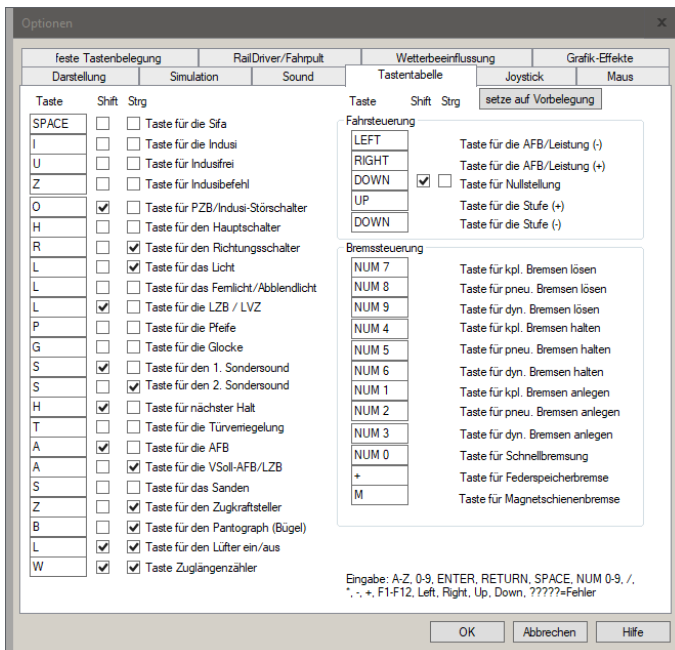 Optionen x
feste Tastenbelegung RailDriver/Fahrpult Wetterbeeinflussung Grafik-Effekte
Darstellung Simulation Sound Tastentabelle Joystick Maus
Taste Shift Strg
SPACE Taste für die Sifa
I Taste für die Indusi
U Taste für Indusifrei
Z Taste für Indusibefehl
O Taste für PZB/Indusi-Störschalter
H Taste für den Hauptschalter
R Taste für den Richtungsschalter
L Taste für das Licht
L Taste für das Fernlicht/Abblendlicht
L Taste für die LZB / LVZ
P Taste für die Pfeife
G Taste für die Glocke
S Taste für den 1. Sondersound
S Taste für den 2. Sondersound
H Taste für nächster Halt
T Taste für die Türverriegelung
A Taste für die AFB
A Taste für die VSoll-AFB/LZB
S Taste für das Sanden
Z Taste für den Zugkraftsteller
B Taste für den Pantograph (Bügel)
L Taste für den Lüfter ein/aus
W Taste Zuglängenzähler
Taste Shift Strg setze auf Vorbelegung
Fahrsteuerung
LEFT Taste für die AFB/Leistung (-)
RIGHT Taste für die AFB/Leistung (+)
DOWN Taste für Nullstellung
UP Taste für die Stufe (+)
DOWN Taste für die Stufe (-)
Bremssteuerung
NUM 7 Taste für kpl. Bremsen lösen
NUM 8 Taste für pneu. Bremsen lösen
NUM 9 Taste für dyn. Bremsen lösen
NUM 4 Taste für kpl. Bremsen halten
NUM 5 Taste für pneu. Bremsen halten
NUM 6 Taste für dyn. Bremsen halten
NUM 1 Taste für kpl. Bremsen anlegen
NUM 2 Taste für pneu. Bremsen anlegen
NUM 3 Taste für dyn. Bremsen anlegen
NUM 0 Taste für Schnellbremsung
+ Taste für Federspeicherbremse
M Taste für Magnetschienenbremse
Eingabe: A-Z, 0-9, ENTER, RETURN, SPACE, NUM 0-9, /,
*, -, +, F1-F12, Left, Right, Up, Down, ?????=Fehler
OK Abbrechen Hilfe